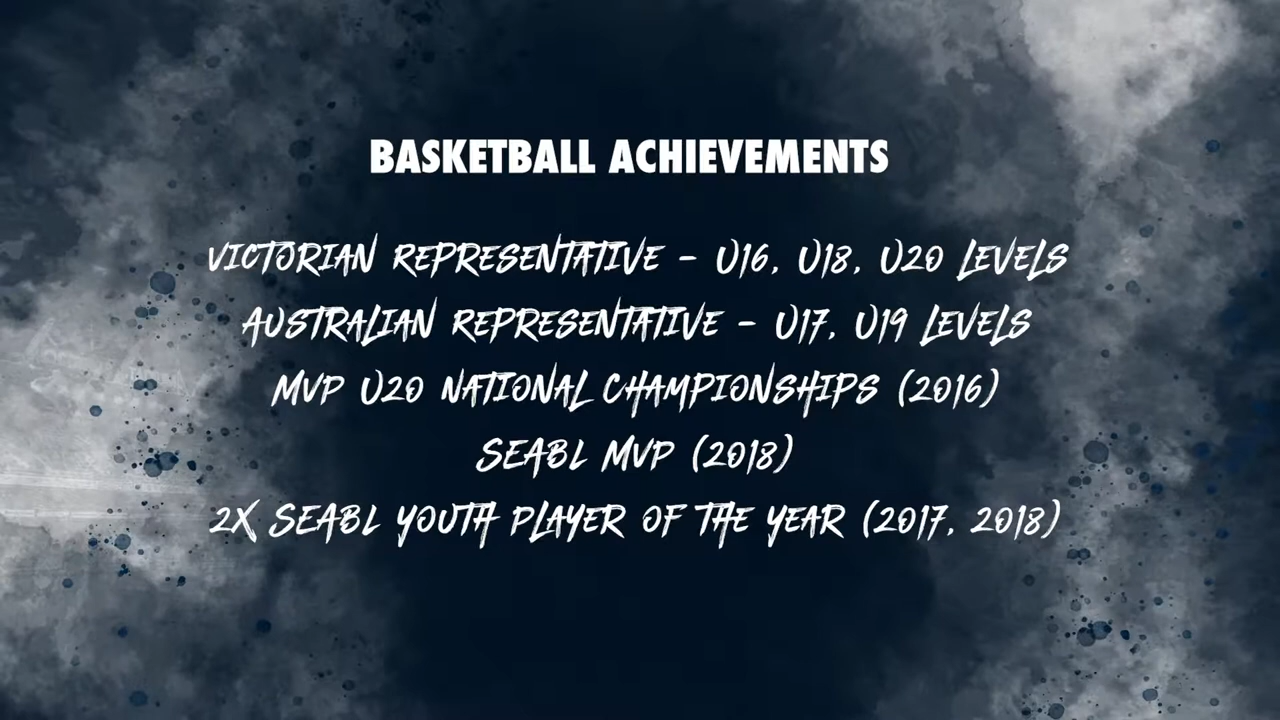 BASKETBALL ACHIEVEMENTS
VICTORIAN REPRESENTATIVE - U16, U18, U20 LEVELS
AUSTRALIAN REPRESENTATIVE - U17, U19 LEVELS
MVP U20 NATIONAL CHAMPIONSHIPS (2016)
SEABL MVP (2018)
2X SEABL YOUTH PLAYER OF THE YEAR (2017, 2018)